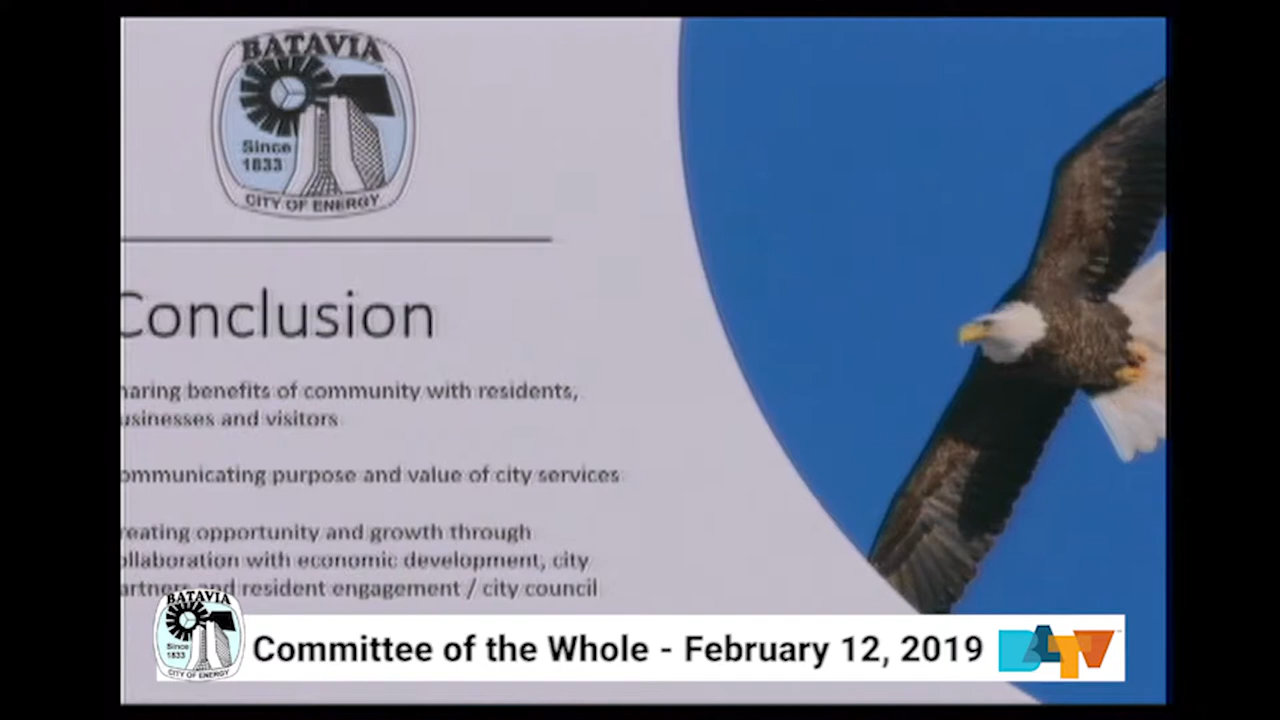 BATAVIA
Since
1833
CITY OF ENERGY
Conclusion
haring benefits of community with residents,
usinesses and visitors
ommunicating purpose and value of city services
reating opportunity and growth through
ollaboration with economic development, city
artners and resident engagement / city council
BATAVIA
Since
1833
CITY OF ENERGY
Committee of the Whole - February 12, 2019
BATV